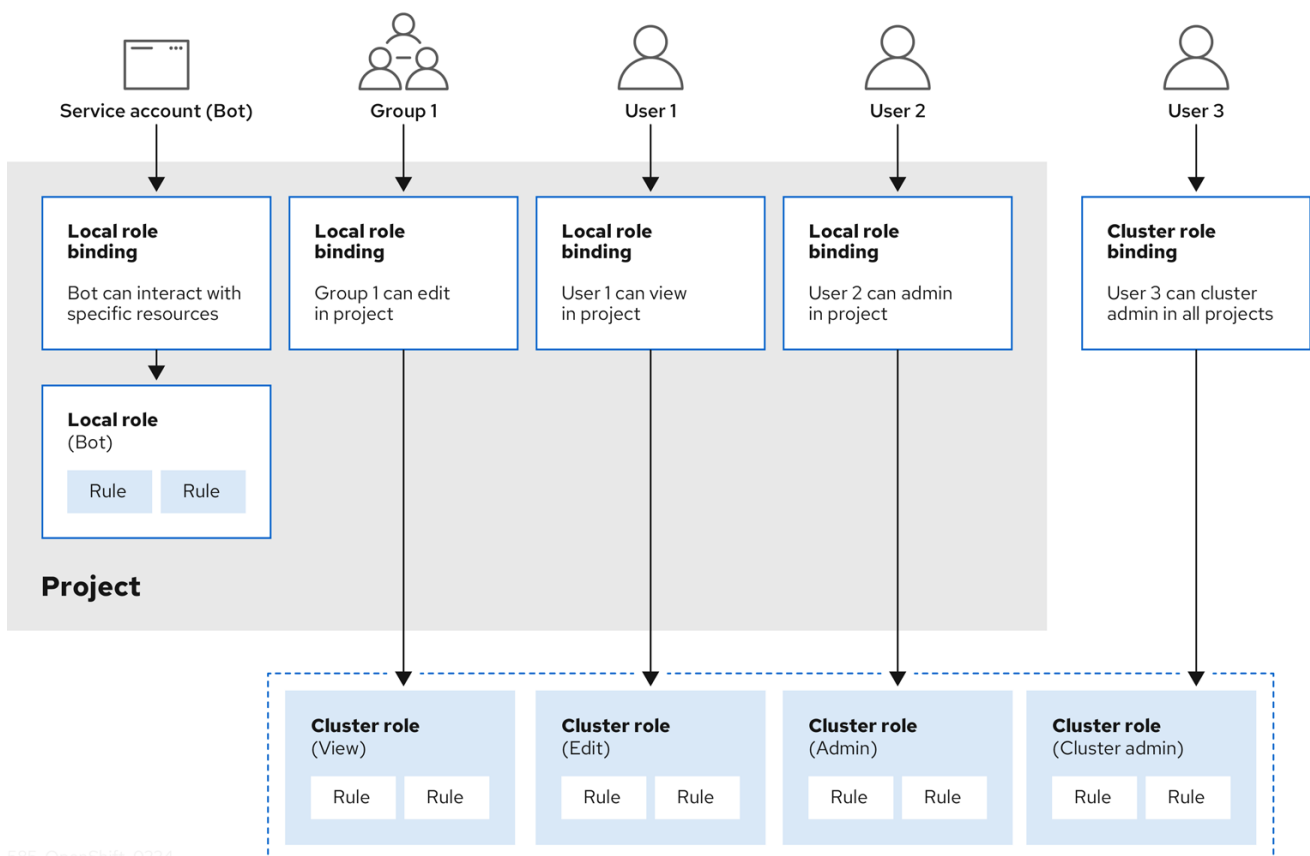 Service account (Bot)
Group 1
User 1
User 2
User 3
Local role
binding
Bot can interact with
specific resources
Local role
binding
Group 1 can edit
in project
Local role
binding
User 1 can view
in project
Local role
binding
User 2 can admin
in project
Cluster role
binding
User 3 can cluster
admin in all projects
Local role
(Bot)
Rule
Rule
Project
Cluster role
(View)
Rule
Rule
Cluster role
(Edit)
Rule
Rule
Cluster role
(Admin)
Rule
Rule
Cluster role
(Cluster admin)
Rule
Rule